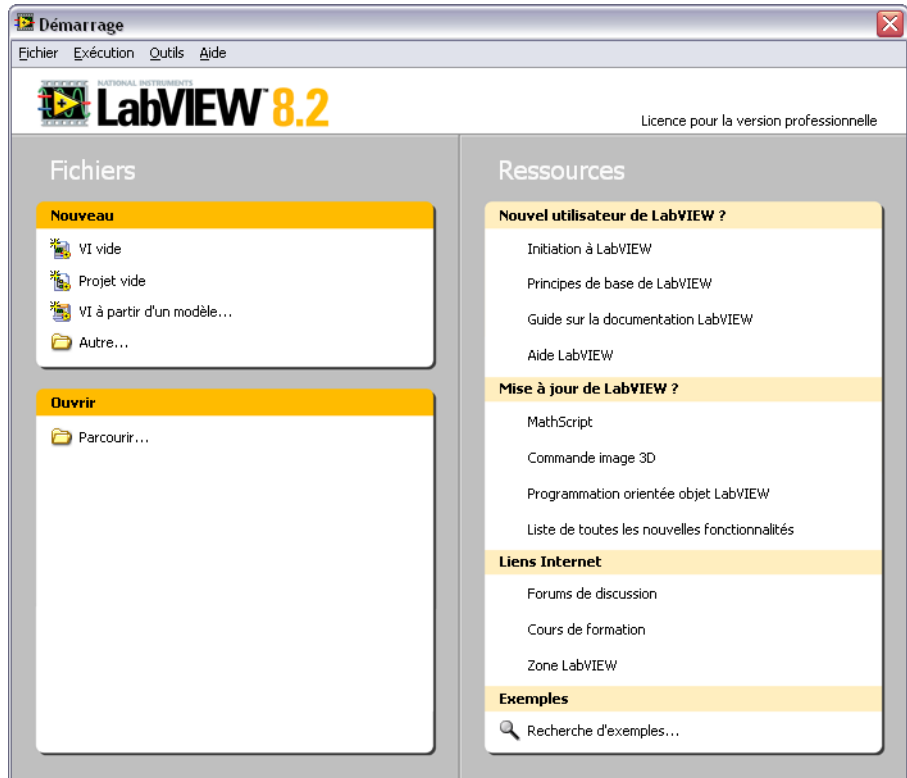 Démarrage
Fichier Exécution Outils Aide
NATIONAL INSTRUMENTS
LabVIEW™ 8.2
Licence pour la version professionnelle
Fichiers
Nouveau
VI vide
Projet vide
VI à partir d'un modèle...
Autre...
Ouvrir
Parcourir...
Ressources
Nouvel utilisateur de LabVIEW ?
Initiation à LabVIEW
Principes de base de LabVIEW
Guide sur la documentation LabVIEW
Aide LabVIEW
Mise à jour de LabVIEW ?
MathScript
Commande image 3D
Programmation orientée objet LabVIEW
Liste de toutes les nouvelles fonctionnalités
Liens Internet
Forums de discussion
Cours de formation
Zone LabVIEW
Exemples
Recherche d'exemples...